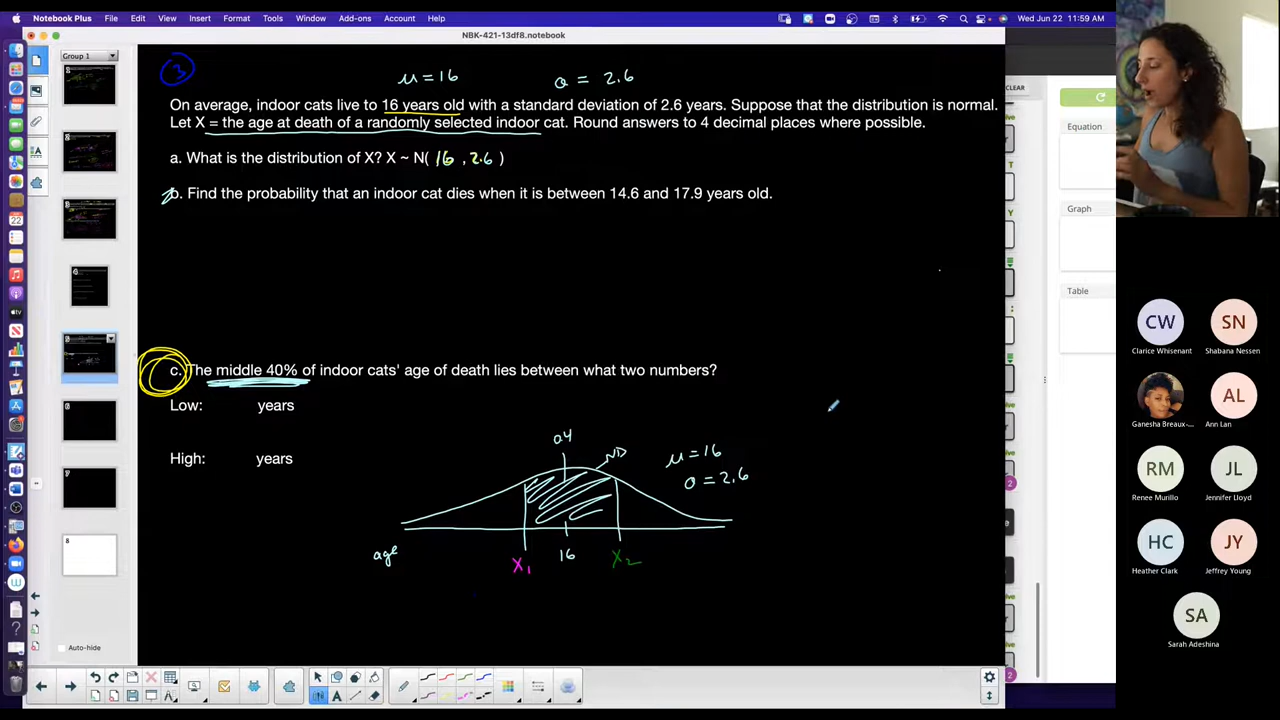 Notebook Plus File Edit View Insert Format Tools Window Add-ons Account Help Wed Jun 22 11:59 AM
NBK-421-13df8.notebook
Group 1
3
μ = 16 σ = 2.6
On average, indoor cats live to 16 years old with a standard deviation of 2.6 years. Suppose that the distribution is normal.
Let X = the age at death of a randomly selected indoor cat. Round answers to 4 decimal places where possible.
a. What is the distribution of X? X ~ N( 16 , 2.6 )
b. Find the probability that an indoor cat dies when it is between 14.6 and 17.9 years old.
c. The middle 40% of indoor cats' age of death lies between what two numbers?
Low: years
High: years
.4
ND
μ = 16
σ = 2.6
age
X₁ 16 X₂
6
7
8
Auto-hide
CLEAR
Equation
Graph
Table
CW
Clarice Whisenant
SN
Shabana Nessen
Ganesha Breaux-...
AL
Ann Lan
RM
Renee Murillo
JL
Jennifer Lloyd
HC
Heather Clark
JY
Jeffrey Young
SA
Sarah Adeshina